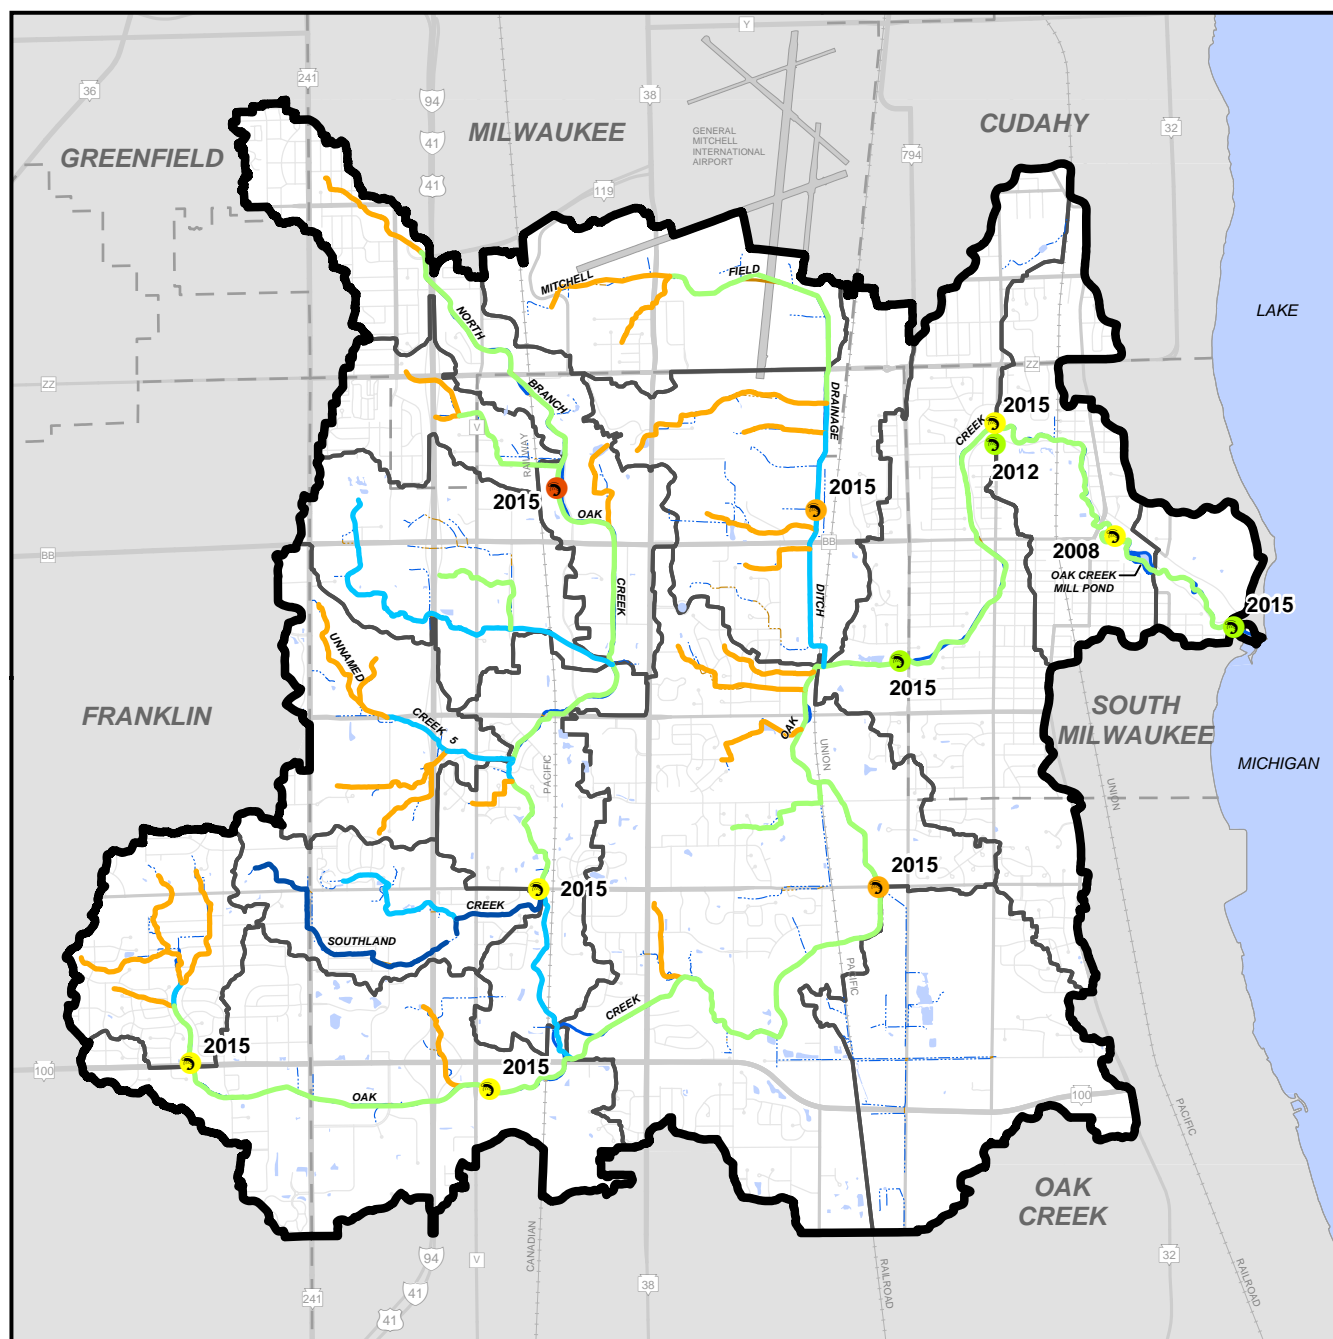 Y
36
241
94
38
MILWAUKEE
CUDAHY
32
GENERAL
MITCHELL
INTERNATIONAL
AIRPORT
41
GREENFIELD
794
41
119
MITCHELL
FIELD
LAKE
NORTH
ZZ
ZZ
BRANCH
DRAINAGE
2015
V
CREEK
RAILWAY
2012
2015
2015
OAK
BB
BB
2008
OAK CREEK
MILL POND
CREEK
DITCH
2015
UNNAMED
2015
FRANKLIN
CREEK 5
OAK
SOUTH
MILWAUKEE
UNION
PACIFIC
MICHIGAN
UNION
2015
2015
CREEK
SOUTHLAND
PACIFIC
CREEK
2015
2015
100
OAK
100
PACIFIC
OAK
CREEK
CANADIAN
94
V
32
RAILROAD
RAILROAD
41
38
241
41